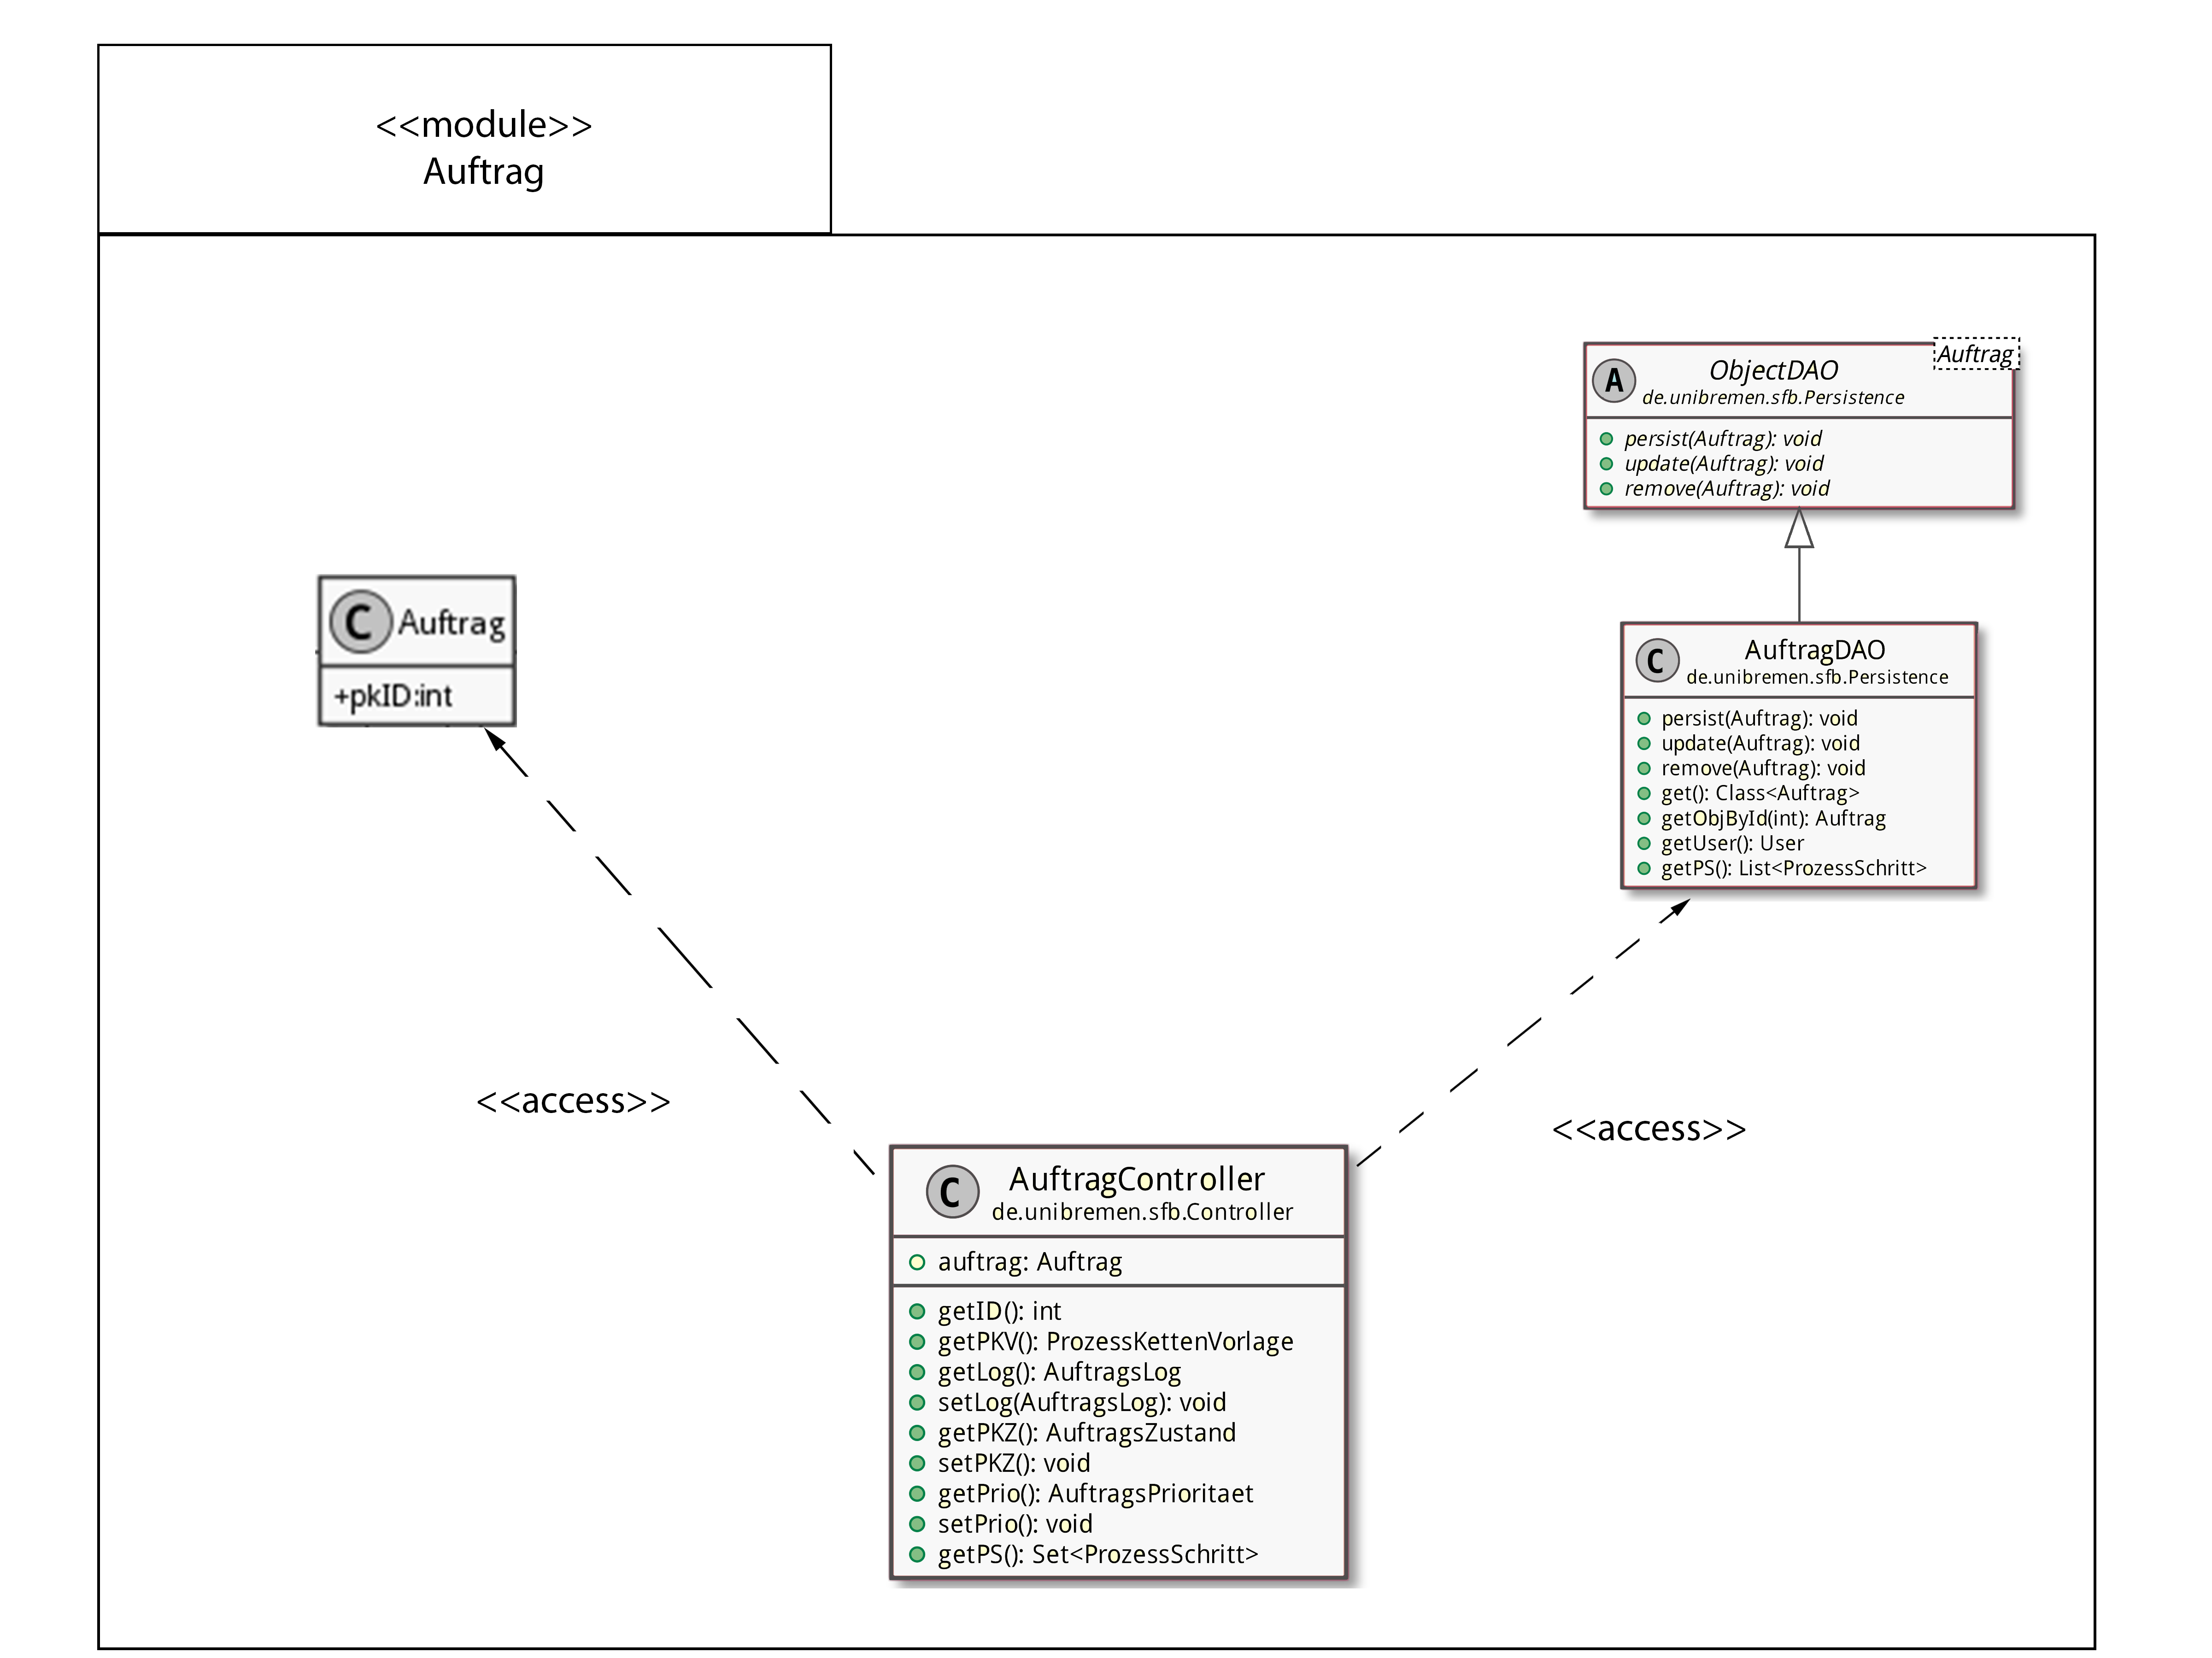 <<module>>
Auftrag
A
ObjectDAO
Auftrag
de.unibremen.sfb.Persistence
persist(Auftrag): void
update(Auftrag): void
remove(Auftrag): void
C Auftrag
+pkID:int
C
AuftragDAO
de.unibremen.sfb.Persistence
persist(Auftrag): void
update(Auftrag): void
remove(Auftrag): void
get(): Class<Auftrag>
getObjById(int): Auftrag
getUser(): User
getPS(): List<ProzessSchritt>
<<access>>
<<access>>
C
AuftragController
de.unibremen.sfb.Controller
auftrag: Auftrag
getID(): int
getPKV(): ProzessKettenVorlage
getLog(): AuftragsLog
setLog(AuftragsLog): void
getPKZ(): AuftragsZustand
setPKZ(): void
getPrio(): AuftragsPrioritaet
setPrio(): void
getPS(): Set<ProzessSchritt>